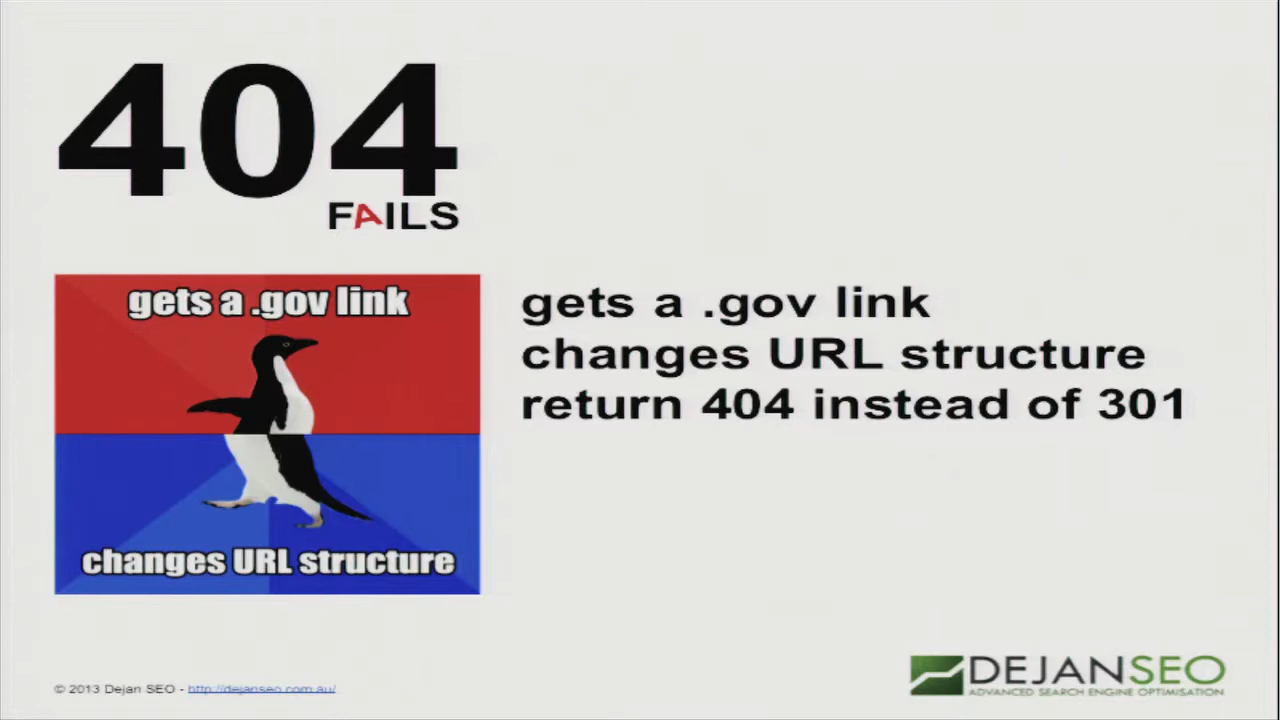 404
FAILS
gets a .gov link
changes URL structure
gets a .gov link
changes URL structure
return 404 instead of 301
© 2013 Dejan SEO - http://dejanseo.com.au/
DEJANSEO
ADVANCED SEARCH ENGINE OPTIMISATION